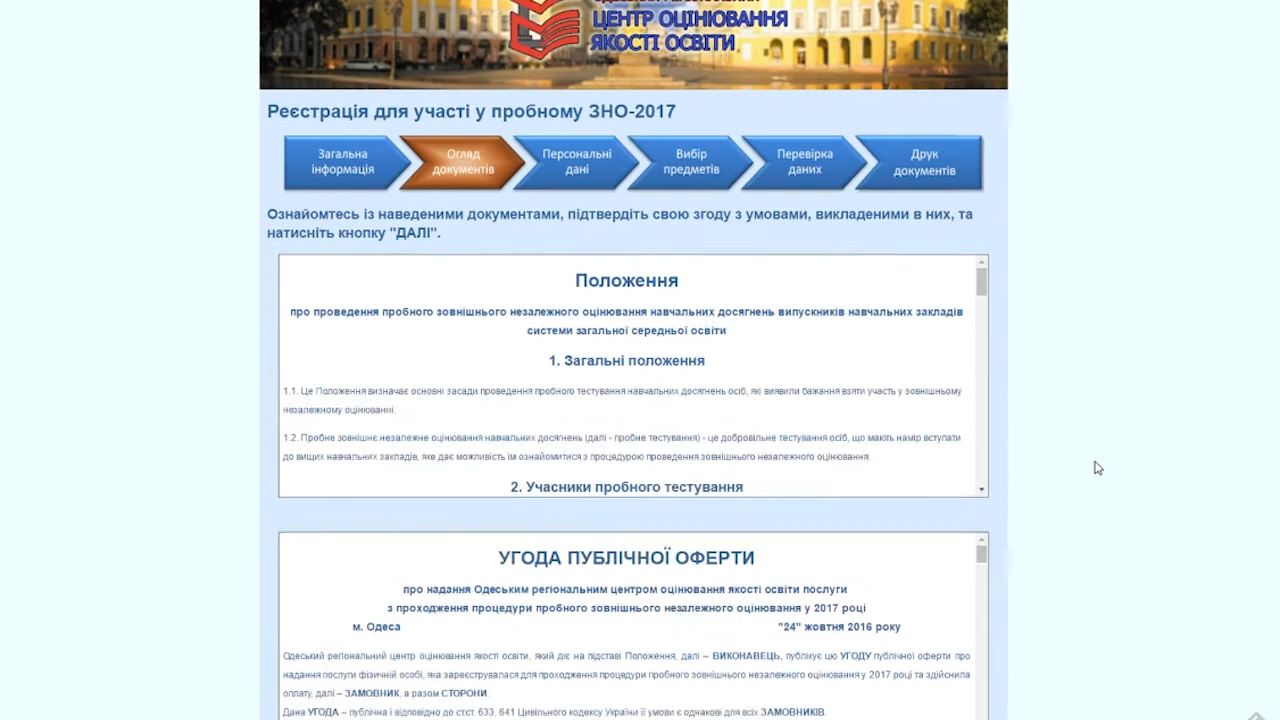 ЦЕНТР ОЦІНЮВАННЯ
ЯКОСТІ ОСВІТИ
Реєстрація для участі у пробному ЗНО-2017
Загальна інформація
Огляд документів
Персональні дані
Вибір предметів
Перевірка даних
Друк документів
Ознайомтесь із наведеними документами, підтвердіть свою згоду з умовами, викладеними в них, та
натисніть кнопку "ДАЛІ".
Положення
про проведення пробного зовнішнього незалежного оцінювання навчальних досягнень випускників навчальних закладів
системи загальної середньої освіти
1. Загальні положення
1.1. Це Положення визначає основні засади проведення пробного тестування навчальних досягнень осіб, які виявили бажання взяти участь у зовнішньому
незалежному оцінюванні.
1.2. Пробне зовнішнє незалежне оцінювання навчальних досягнень (далі - пробне тестування) - це добровільне тестування осіб, що мають намір вступати
до вищих навчальних закладів, яке дає можливість їм ознайомитися з процедурою проведення зовнішнього незалежного оцінювання.
2. Учасники пробного тестування
УГОДА ПУБЛІЧНОЇ ОФЕРТИ
про надання Одеським регіональним центром оцінювання якості освіти послуги
з проходження процедури пробного зовнішнього незалежного оцінювання у 2017 році
м. Одеса "24" жовтня 2016 року
Одеський регіональний центр оцінювання якості освіти, який діє на підставі Положення, далі – ВИКОНАВЕЦЬ, публікує цю УГОДУ публічної оферти про
надання послуги фізичній особі, яка зареєструвалася для проходження процедури пробного зовнішнього незалежного оцінювання у 2017 році та здійснила
оплату, далі – ЗАМОВНИК, а разом СТОРОНИ.
Дана УГОДА – публічна і відповідно до ст.ст. 633, 641 Цивільного кодексу України її умови є однакові для всіх ЗАМОВНИКІВ.